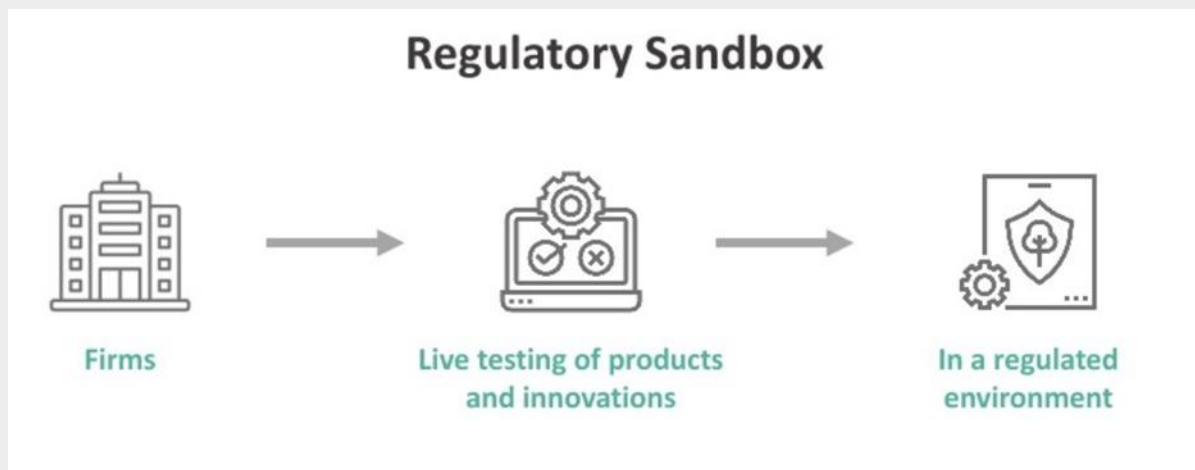 Regulatory Sandbox
Firms
Live testing of products
and innovations
In a regulated
environment